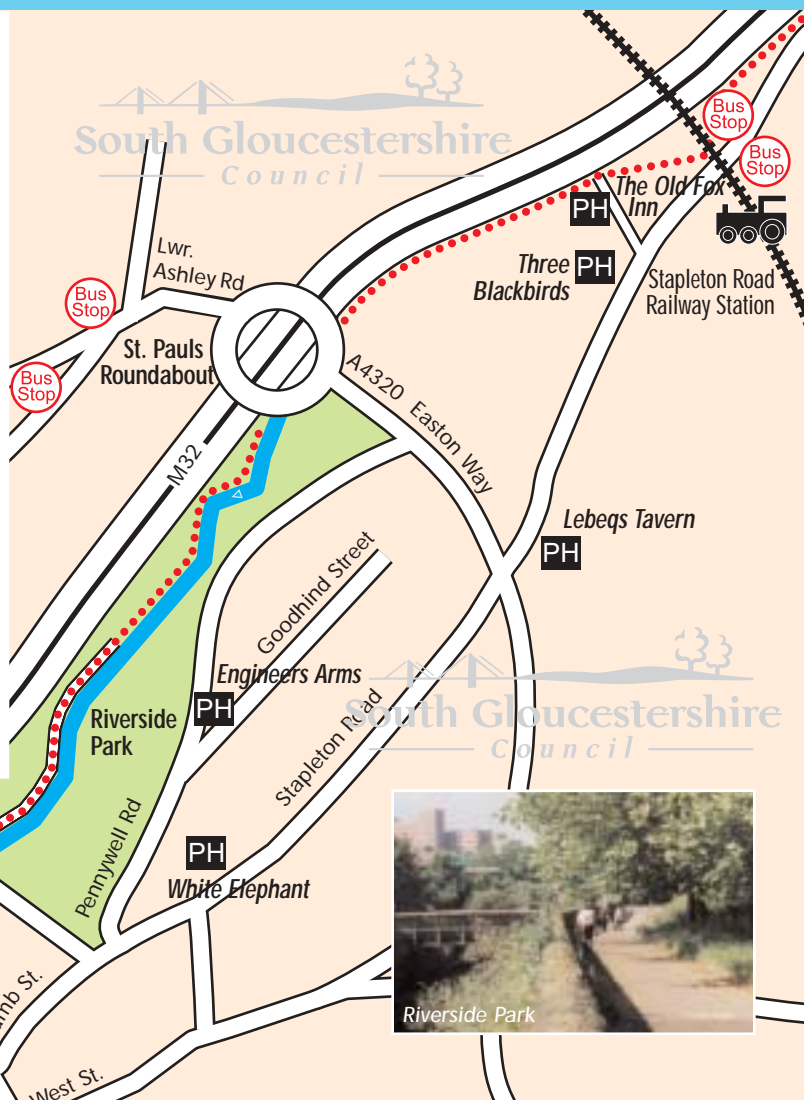 South Gloucestershire
Council
Bus
Stop
Bus
Stop
The Old Fox
Inn
PH
Three
Blackbirds
PH
Stapleton Road
Railway Station
Lwr.
Ashley Rd
Bus
Stop
Bus
Stop
St. Pauls
Roundabout
A4320 Easton Way
M32
Lebeqs Tavern
PH
Goodhind Street
Engineers Arms
PH
Stapleton Road
South Gloucestershire
Council
Riverside
Park
Pennywell Rd
PH
White Elephant
Riverside Park
West St.